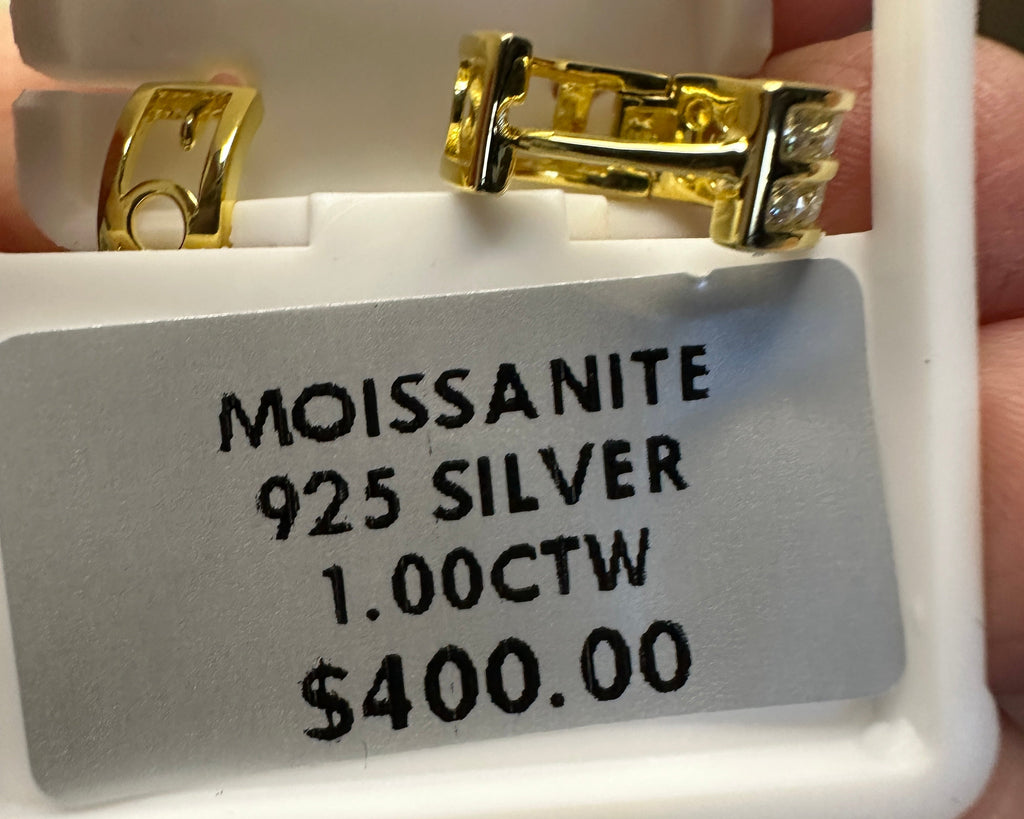 MOISSANITE
925 SILVER
1.00CTW
$400.00